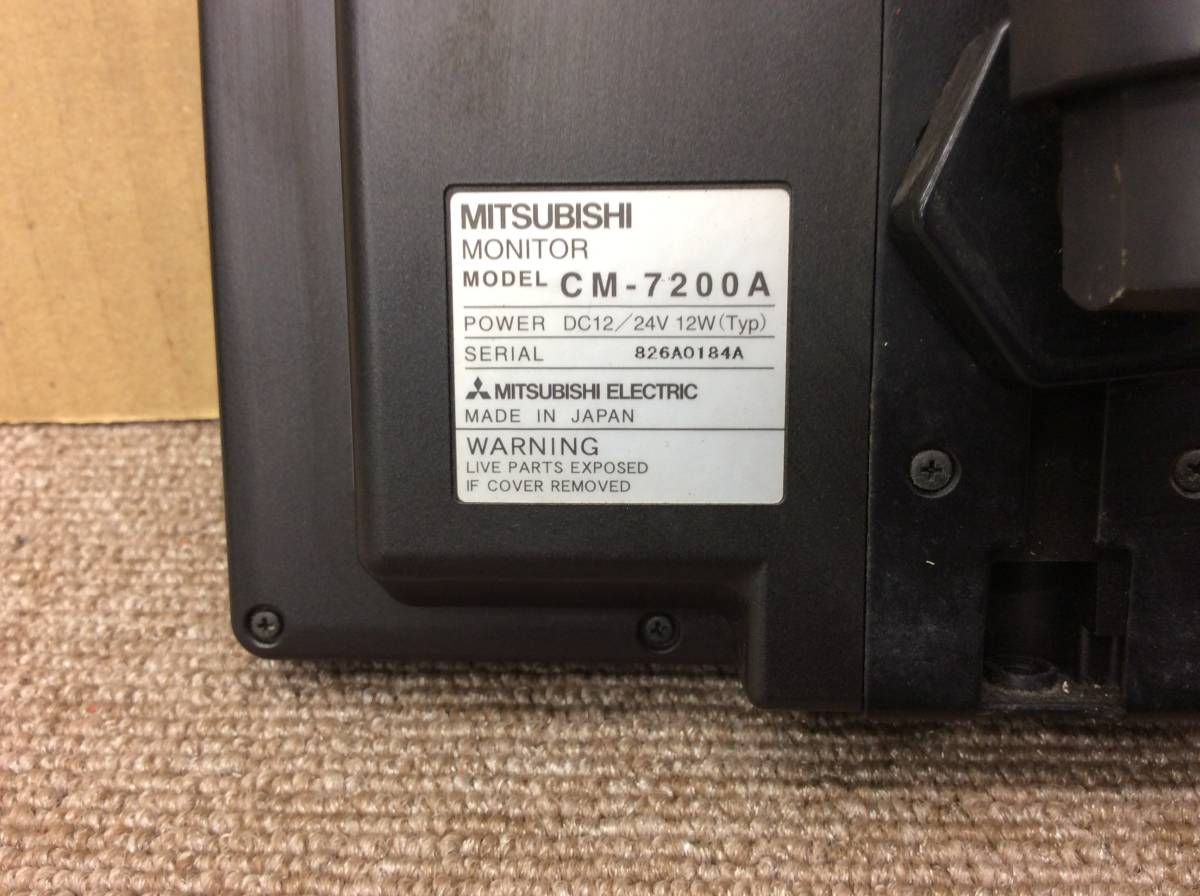 MITSUBISHI
MONITOR
MODEL CM-7200A
POWER DC12/24V 12W(Typ)
SERIAL 826A0184A
MITSUBISHI ELECTRIC
MADE IN JAPAN
WARNING
LIVE PARTS EXPOSED
IF COVER REMOVED